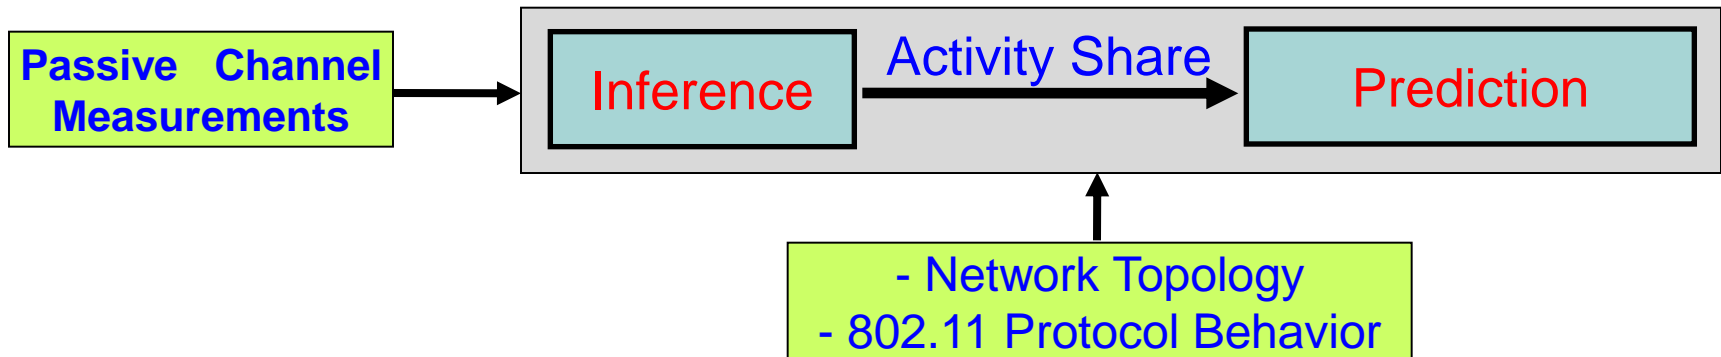 Passive Channel
Measurements
Inference
Activity Share
Prediction
- Network Topology
- 802.11 Protocol Behavior